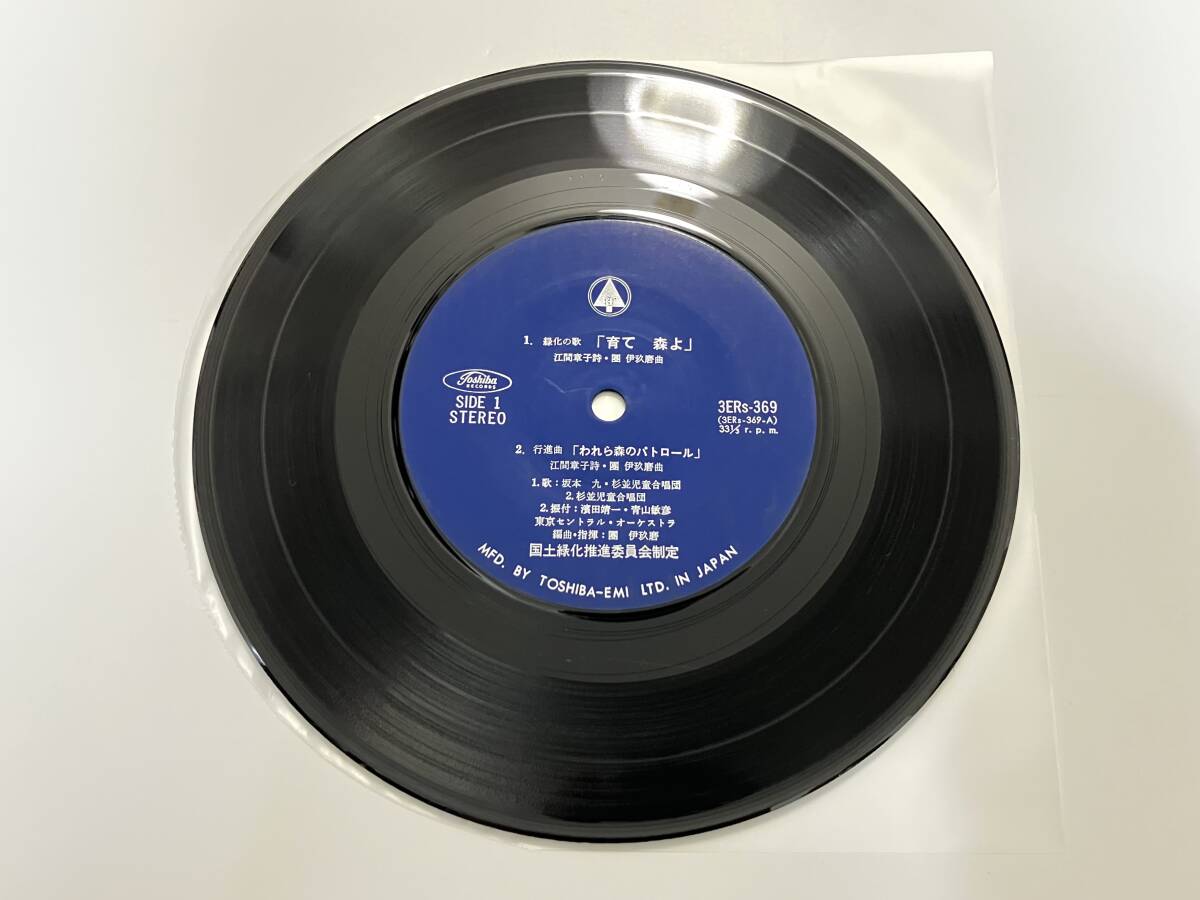 1. 緑化の歌 「育て 森よ」
江間章子詩・團 伊玖磨曲
Toshiba
RECORDS
SIDE 1
STEREO
3ERs-369
(3ERs-369-A)
33⅓ r.p.m.
2. 行進曲 「われら森のパトロール」
江間章子詩・團 伊玖磨曲
1.歌:坂本 九・杉並児童合唱団
2.杉並児童合唱団
2.振付:濱田靖一・青山敏彦
東京セントラル・オーケストラ
編曲・指揮:團 伊玖磨
国土緑化推進委員会制定
MFD. BY TOSHIBA-EMI LTD. IN JAPAN